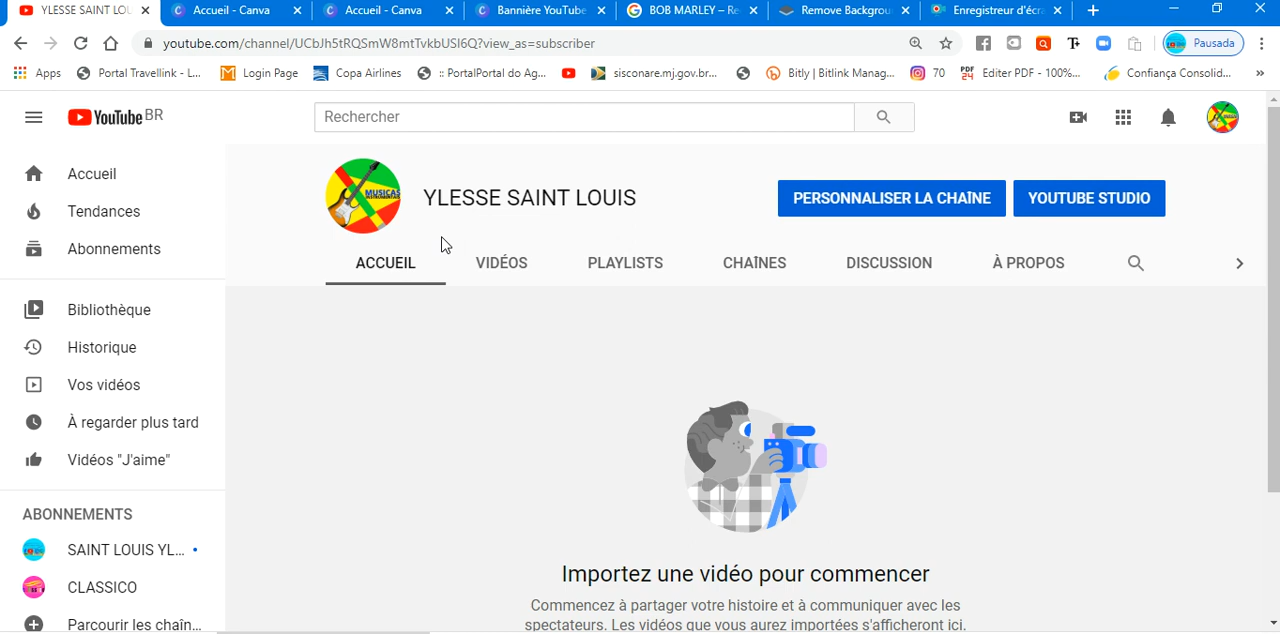 YLESSE SAINT LOU
Accueil - Canva
Accueil - Canva
Bannière YouTube
BOB MARLEY – Re
Remove Backgrou
Enregistreur d'écra
youtube.com/channel/UCbJh5tRQSmW8mtTvkbUSI6Q?view_as=subscriber
Pausada
Apps
Portal Travellink - L...
Login Page
Copa Airlines
:: PortalPortal do Ag...
sisconare.mj.gov.br...
Bitly | Bitlink Manag...
70
Editer PDF - 100%...
Confiança Consolid...
YouTube BR
Rechercher
Accueil
Tendances
Abonnements
Bibliothèque
Historique
Vos vidéos
À regarder plus tard
Vidéos "J'aime"
ABONNEMENTS
SAINT LOUIS YL...
CLASSICO
Parcourir les chaîn...
MUSICAS
YLESSE SAINT LOUIS
PERSONNALISER LA CHAÎNE
YOUTUBE STUDIO
ACCUEIL
VIDÉOS
PLAYLISTS
CHAÎNES
DISCUSSION
À PROPOS
Importez une vidéo pour commencer
Commencez à partager votre histoire et à communiquer avec les
spectateurs. Les vidéos que vous aurez importées s'afficheront ici.